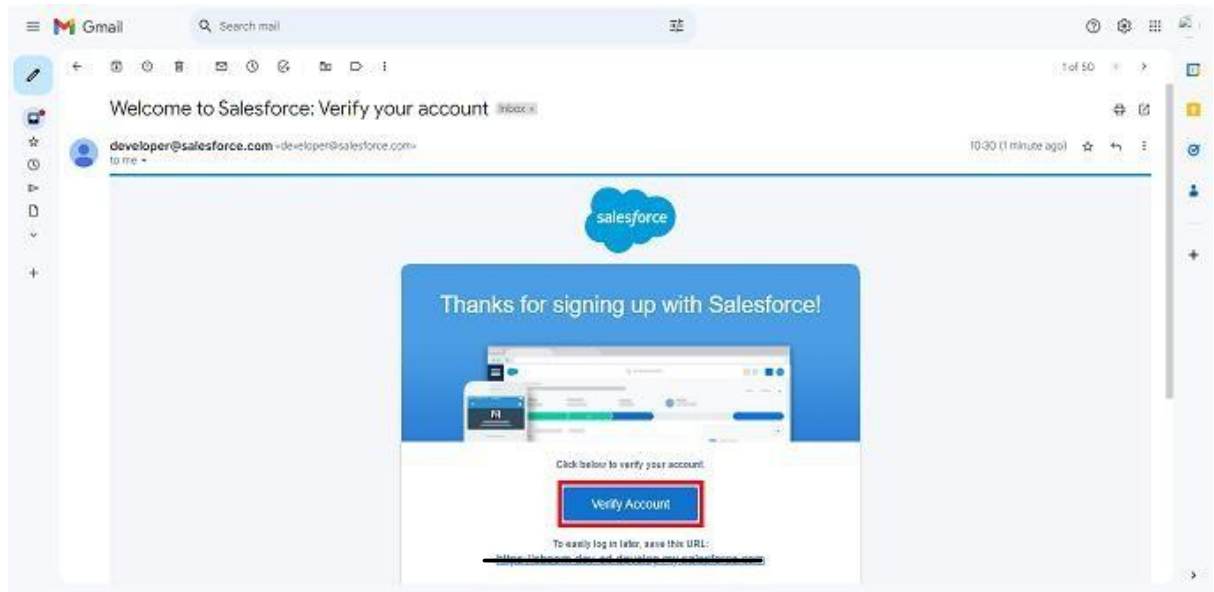 Gmail
Search mail
1 of 50
Welcome to Salesforce: Verify your account Inbox x
developer@salesforce.com <developer@salesforce.com>
10:30 (1 minute ago)
to me
salesforce
Thanks for signing up with Salesforce!
Click below to verify your account.
Verify Account
To easily log in later, save this URL: